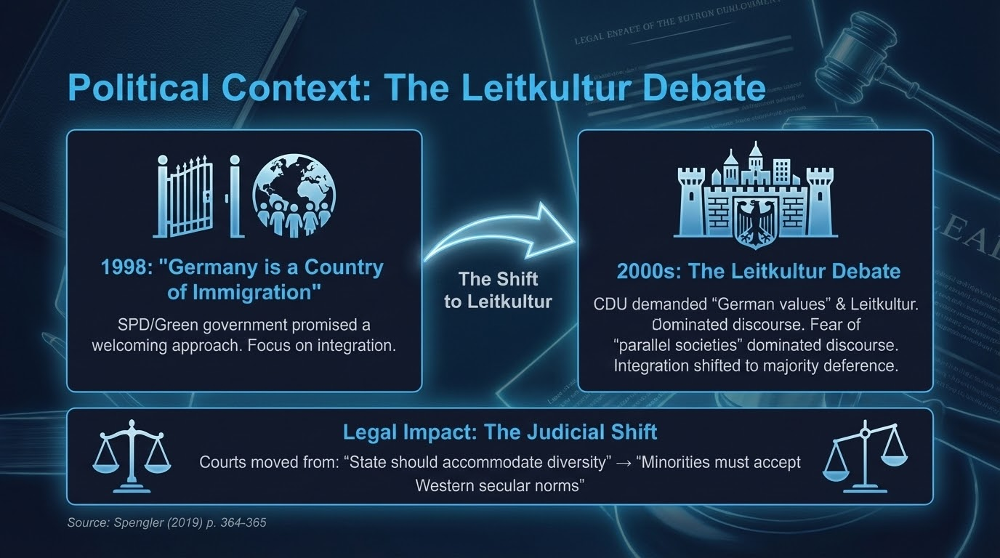 LEGAL
OF THE
Political Context: The Leitkultur Debate
1998: "Germany is a Country
of Immigration"
SPD/Green government promised a
welcoming approach. Focus on integration.
The Shift
to Leitkultur
2000s: The Leitkultur Debate
CDU demanded “German values” & Leitkultur.
Dominated discourse. Fear of
“parallel societies” dominated discourse.
Integration shifted to majority deference.
Legal Impact: The Judicial Shift
Courts moved from: “State should accommodate diversity” → “Minorities must accept
Western secular norms”
Source: Spengler (2019) p. 364-365